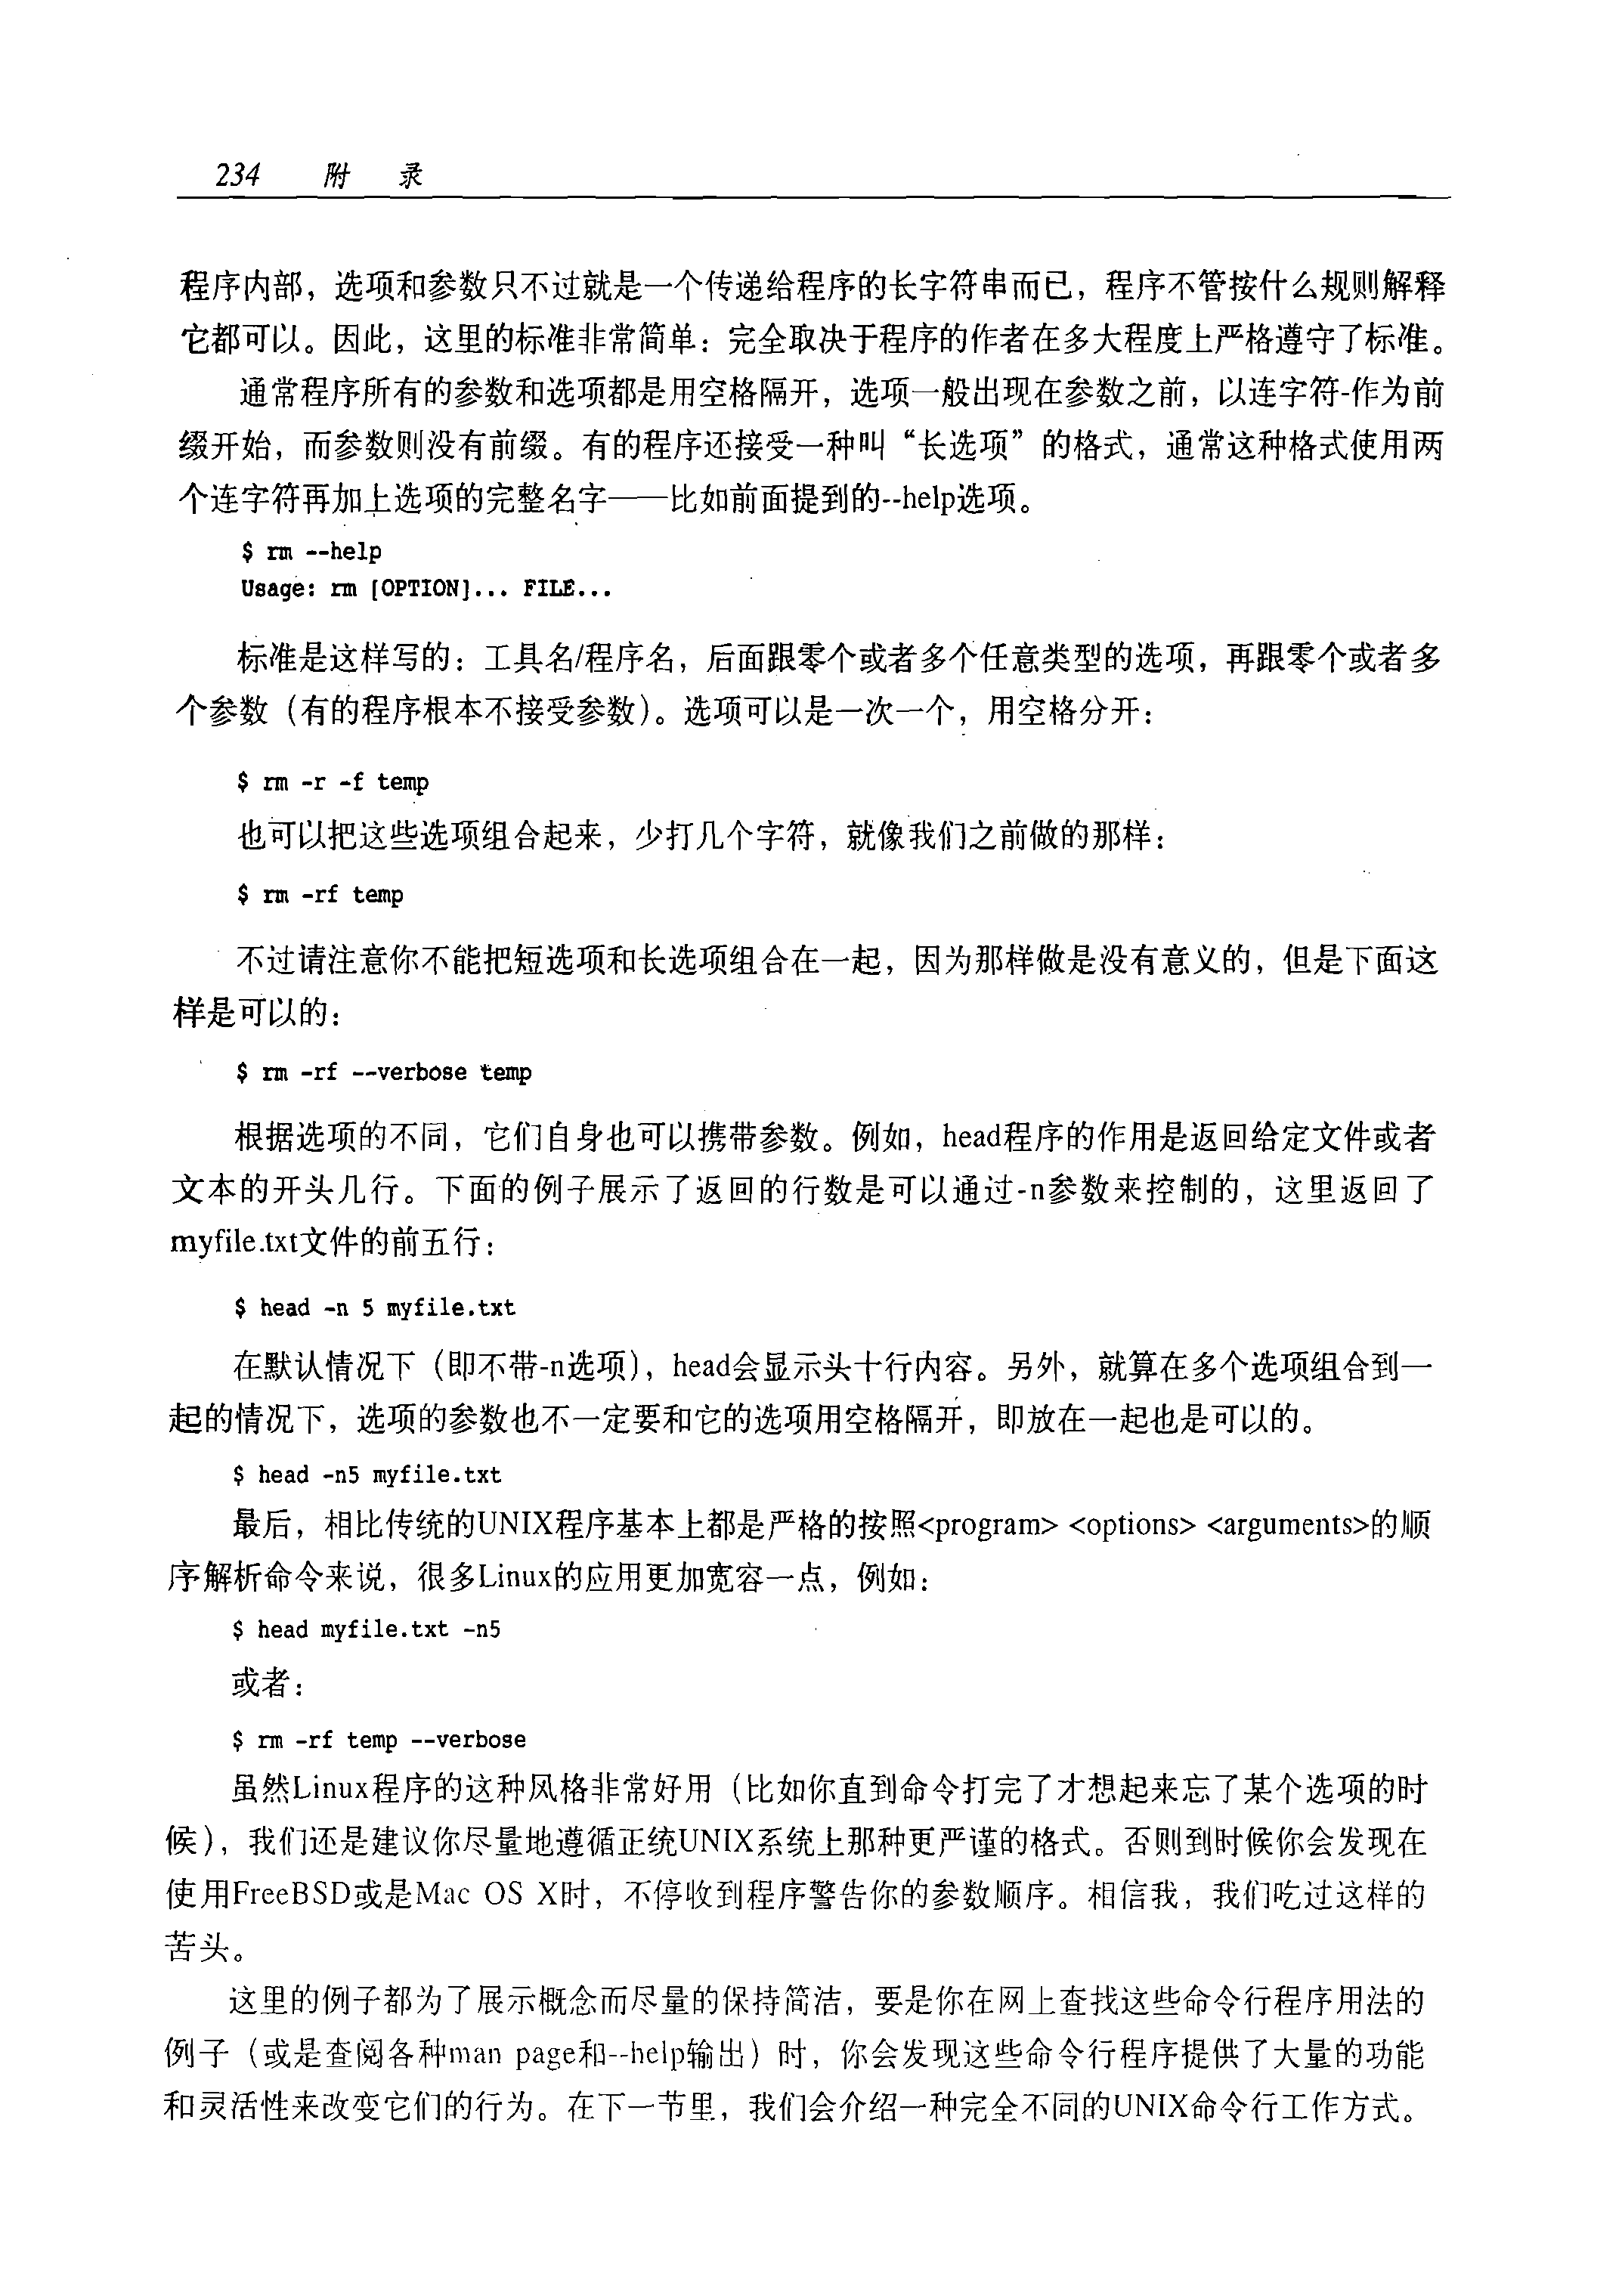 234 附 录
程序内部，选项和参数只不过就是一个传递给程序的长字符串而已，程序不管按什么规则解释
它都可以。因此，这里的标准非常简单：完全取决于程序的作者在多大程度上严格遵守了标准。
通常程序所有的参数和选项都是用空格隔开，选项一般出现在参数之前，以连字符-作为前
缀开始，而参数则没有前缀。有的程序还接受一种叫“长选项”的格式，通常这种格式使用两
个连字符再加上选项的完整名字——比如前面提到的--help选项。
$ rm --help
Usage: rm [OPTION]... FILE...
标准是这样写的：工具名/程序名，后面跟零个或者多个任意类型的选项，再跟零个或者多
个参数（有的程序根本不接受参数）。选项可以是一次一个，用空格分开：
$ rm -r -f temp
也可以把这些选项组合起来，少打几个字符，就像我们之前做的那样：
$ rm -rf temp
不过请注意你不能把短选项和长选项组合在一起，因为那样做是没有意义的，但是下面这
样是可以的：
$ rm -rf --verbose temp
根据选项的不同，它们自身也可以携带参数。例如，head程序的作用是返回给定文件或者
文本的开头几行。下面的例子展示了返回的行数是可以通过-n参数来控制的，这里返回了
myfile.txt文件的前五行：
$ head -n 5 myfile.txt
在默认情况下（即不带-n选项），head会显示头十行内容。另外，就算在多个选项组合到一
起的情况下，选项的参数也不一定要和它的选项用空格隔开，即放在一起也是可以的。
$ head -n5 myfile.txt
最后，相比传统的UNIX程序基本上都是严格的按照<program> <options> <arguments>的顺
序解析命令来说，很多Linux的应用更加宽容一点，例如：
$ head myfile.txt -n5
或者：
$ rm -rf temp --verbose
虽然Linux程序的这种风格非常好用（比如你直到命令打完了才想起来忘了某个选项的时
候），我们还是建议你尽量地遵循正统UNIX系统上那种更严谨的格式。否则到时候你会发现在
使用FreeBSD或是Mac OS X时，不停收到程序警告你的参数顺序。相信我，我们吃过这样的
苦头。
这里的例子都为了展示概念而尽量的保持简洁，要是你在网上查找这些命令行程序用法的
例子（或是查阅各种man page和--help输出）时，你会发现这些命令行程序提供了大量的功能
和灵活性来改变它们的行为。在下一节里，我们会介绍一种完全不同的UNIX命令行工作方式。